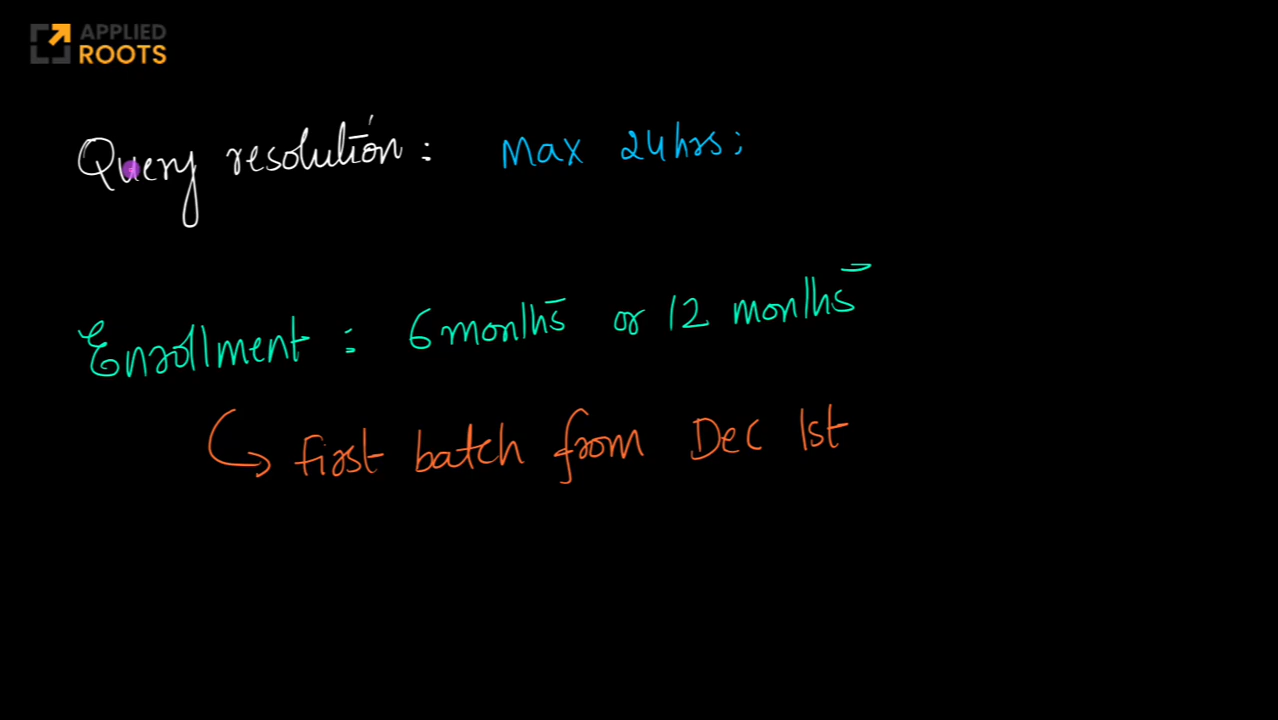 APPLIED
ROOTS
Query resolution: Max 24hrs;
Enrollment: 6 months or 12 months
First batch from Dec 1st